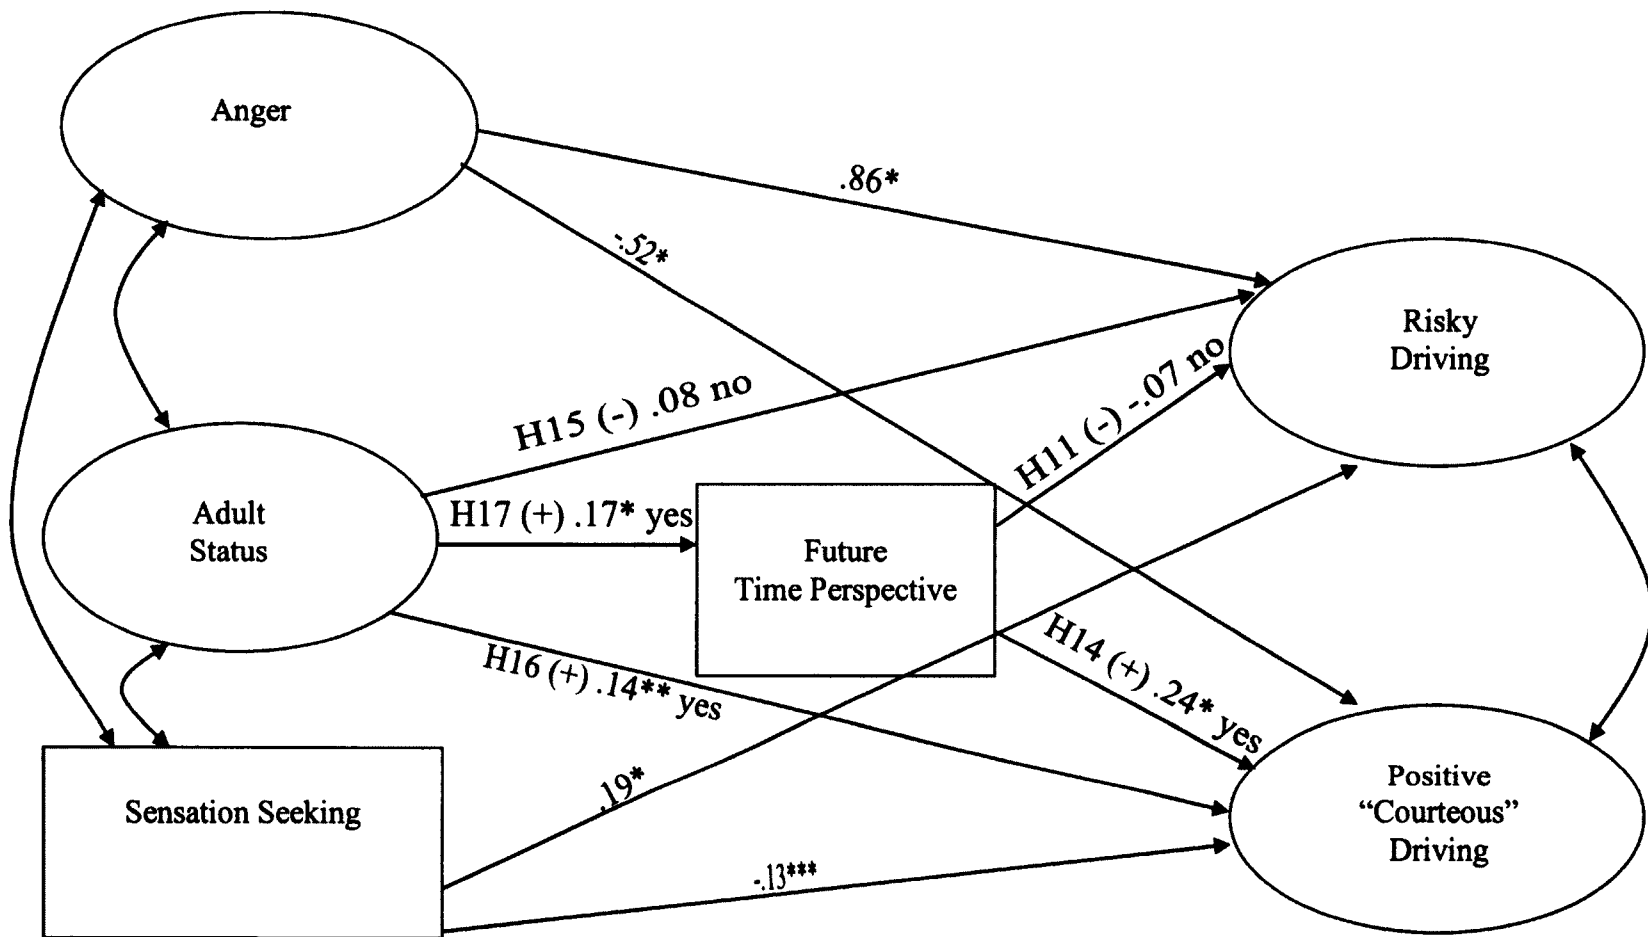 Anger
.86*
-.52*
Risky
Driving
H15 (-) .08 no
H11 (-) -.07 no
Adult
Status
H17 (+) .17* yes
Future
Time Perspective
H16 (+) .14** yes
H14 (+) .24* yes
Sensation Seeking
.19*
-.13***
Positive
“Courteous”
Driving